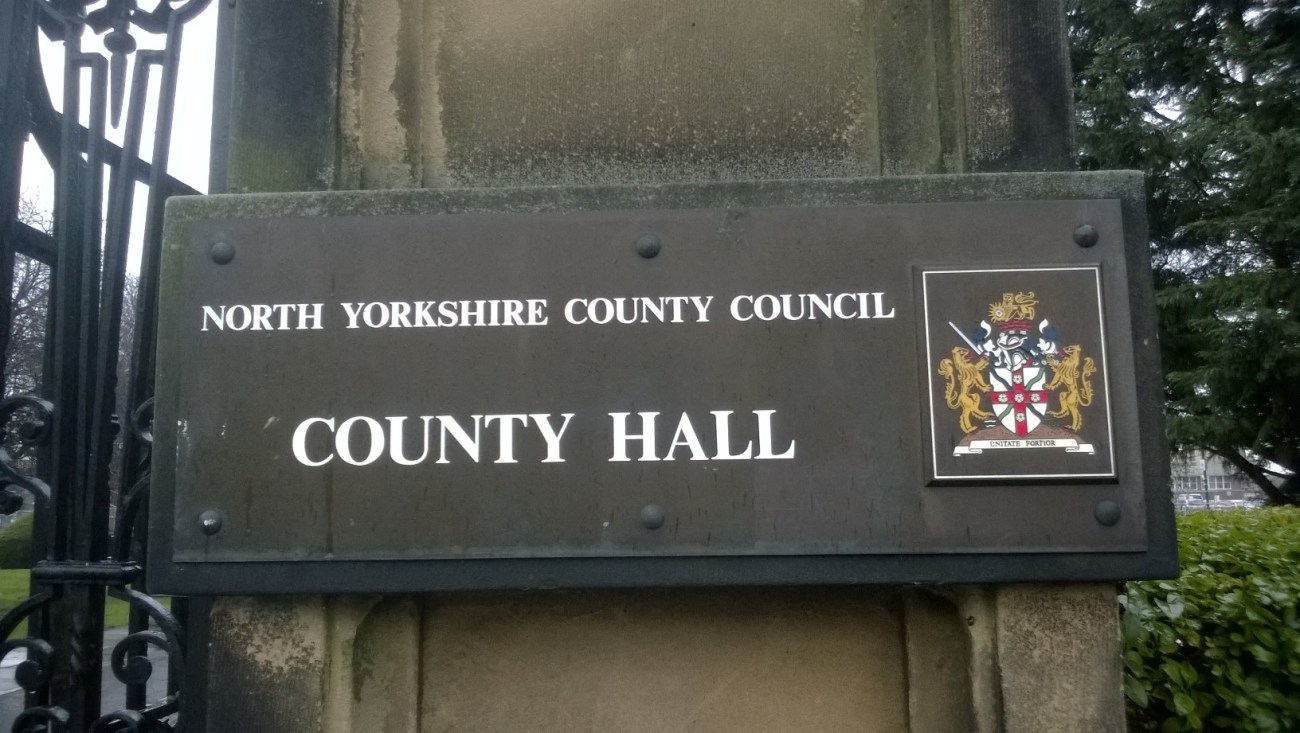 NORTH YORKSHIRE COUNTY COUNCIL
COUNTY HALL
UNITATE FORTIOR